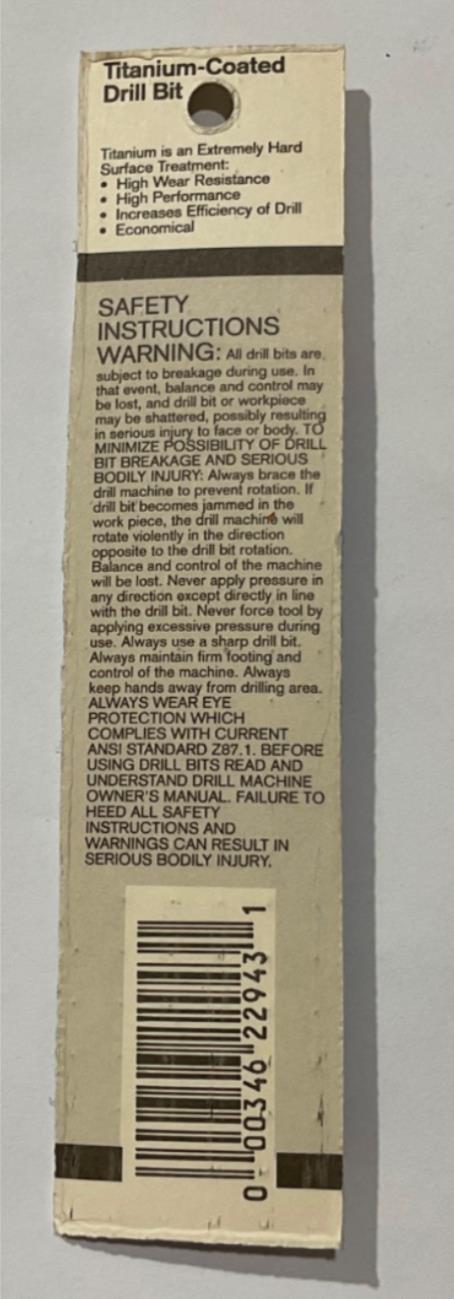 Titanium-Coated
Drill Bit
Titanium is an Extremely Hard
Surface Treatment:
• High Wear Resistance
• High Performance
• Increases Efficiency of Drill
• Economical
SAFETY
INSTRUCTIONS
WARNING: All drill bits are
subject to breakage during use. In
that event, balance and control may
be lost, and drill bit or workpiece
may be shattered, possibly resulting
in serious injury to face or body. TO
MINIMIZE POSSIBILITY OF DRILL
BIT BREAKAGE AND SERIOUS
BODILY INJURY: Always brace the
drill machine to prevent rotation. If
drill bit becomes jammed in the
work piece, the drill machine will
rotate violently in the direction
opposite to the drill bit rotation.
Balance and control of the machine
will be lost. Never apply pressure in
any direction except directly in line
with the drill bit. Never force tool by
applying excessive pressure during
use. Always use a sharp drill bit.
Always maintain firm footing and
control of the machine. Always
keep hands away from drilling area.
ALWAYS WEAR EYE
PROTECTION WHICH
COMPLIES WITH CURRENT
ANSI STANDARD Z87.1. BEFORE
USING DRILL BITS READ AND
UNDERSTAND DRILL MACHINE
OWNER'S MANUAL. FAILURE TO
HEED ALL SAFETY
INSTRUCTIONS AND
WARNINGS CAN RESULT IN
SERIOUS BODILY INJURY.
0 00346 22943 1